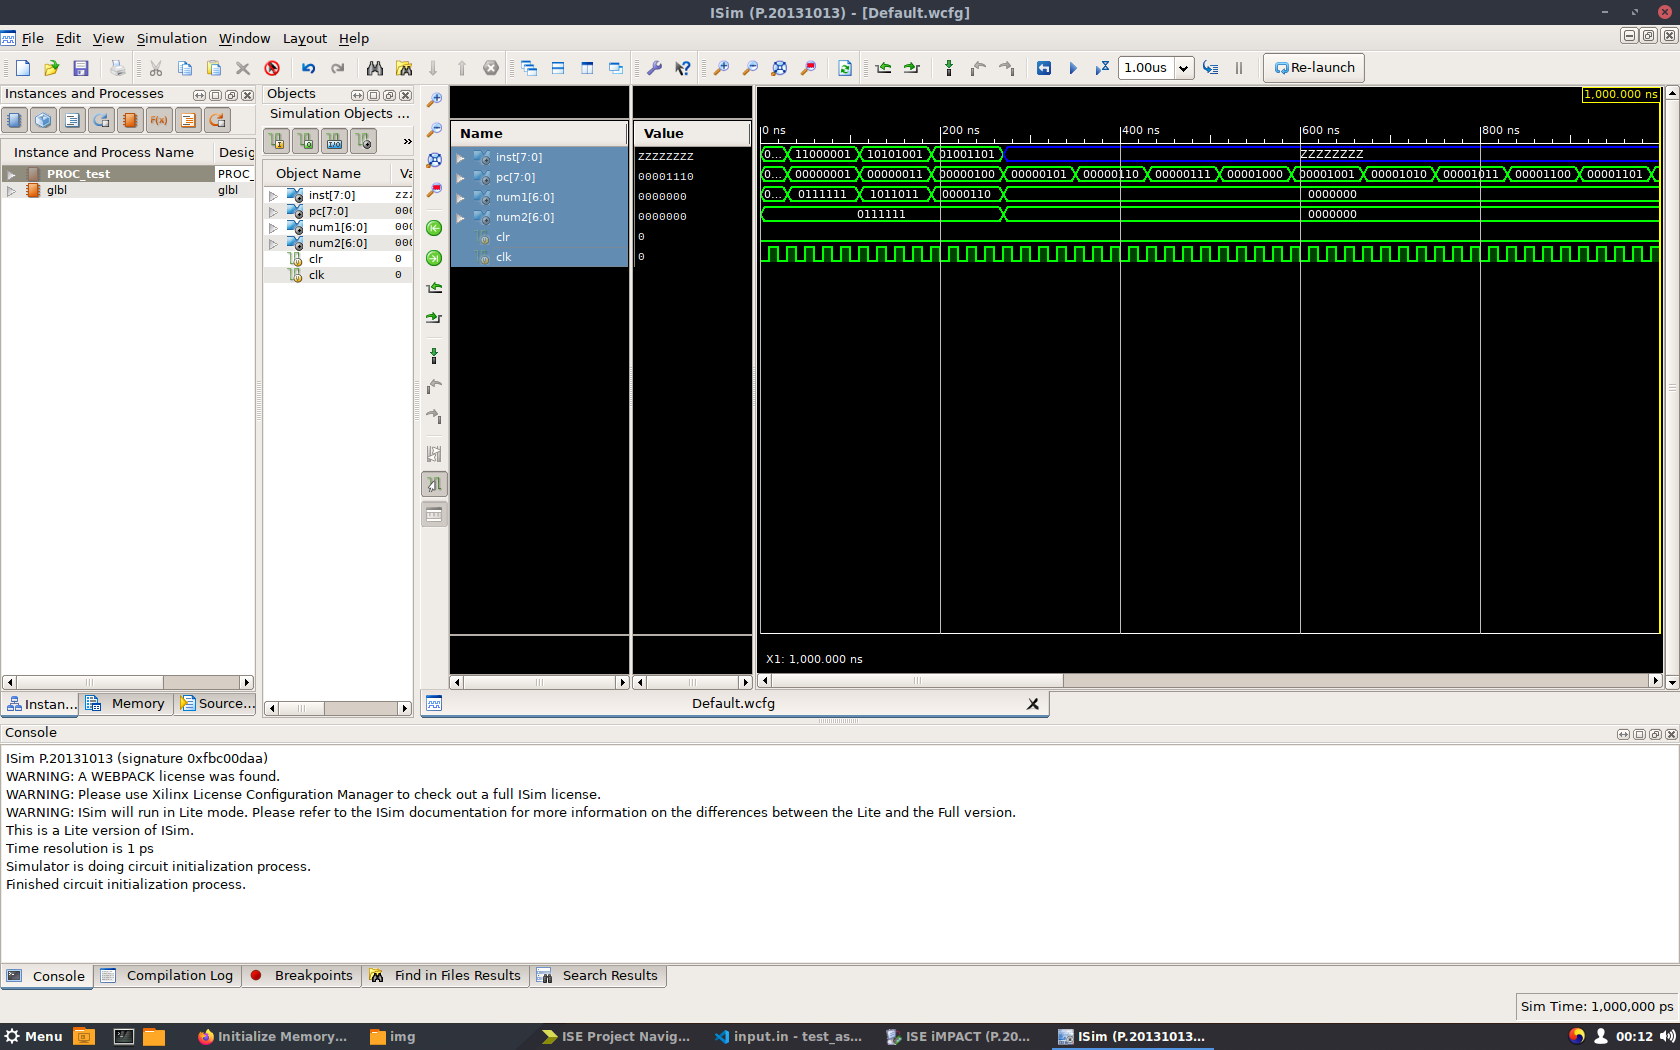 ISim (P.20131013) - [Default.wcfg]
File Edit View Simulation Window Layout Help
1.00us Re-launch
Instances and Processes
Instance and Process Name Desig
PROC_test PROC_
glbl glbl
Instan... Memory Source...
Objects
Simulation Objects ...
Object Name Va
inst[7:0] zzz
pc[7:0] 000
num1[6:0] 000
num2[6:0] 000
clr 0
clk 0
Name Value
inst[7:0] ZZZZZZZZ
pc[7:0] 00001110
num1[6:0] 0000000
num2[6:0] 0000000
clr 0
clk 0
1,000.000 ns
0 ns 200 ns 400 ns 600 ns 800 ns
0... 11000001 10101001 01001101 ZZZZZZZZ
0... 00000001 00000011 00000100 00000101 00000110 00000111 00001000 00001001 00001010 00001011 00001100 00001101
0... 0111111 1011011 0000110 0000000
0111111 0000000
X1: 1,000.000 ns
Default.wcfg
Console
ISim P.20131013 (signature 0xfbc00daa)
WARNING: A WEBPACK license was found.
WARNING: Please use Xilinx License Configuration Manager to check out a full ISim license.
WARNING: ISim will run in Lite mode. Please refer to the ISim documentation for more information on the differences between the Lite and the Full version.
This is a Lite version of ISim.
Time resolution is 1 ps
Simulator is doing circuit initialization process.
Finished circuit initialization process.
Console Compilation Log Breakpoints Find in Files Results Search Results
Sim Time: 1,000,000 ps
Menu Initialize Memory... img ISE Project Navig... input.in - test_as... ISE iMPACT (P.20... ISim (P.20131013... 00:12